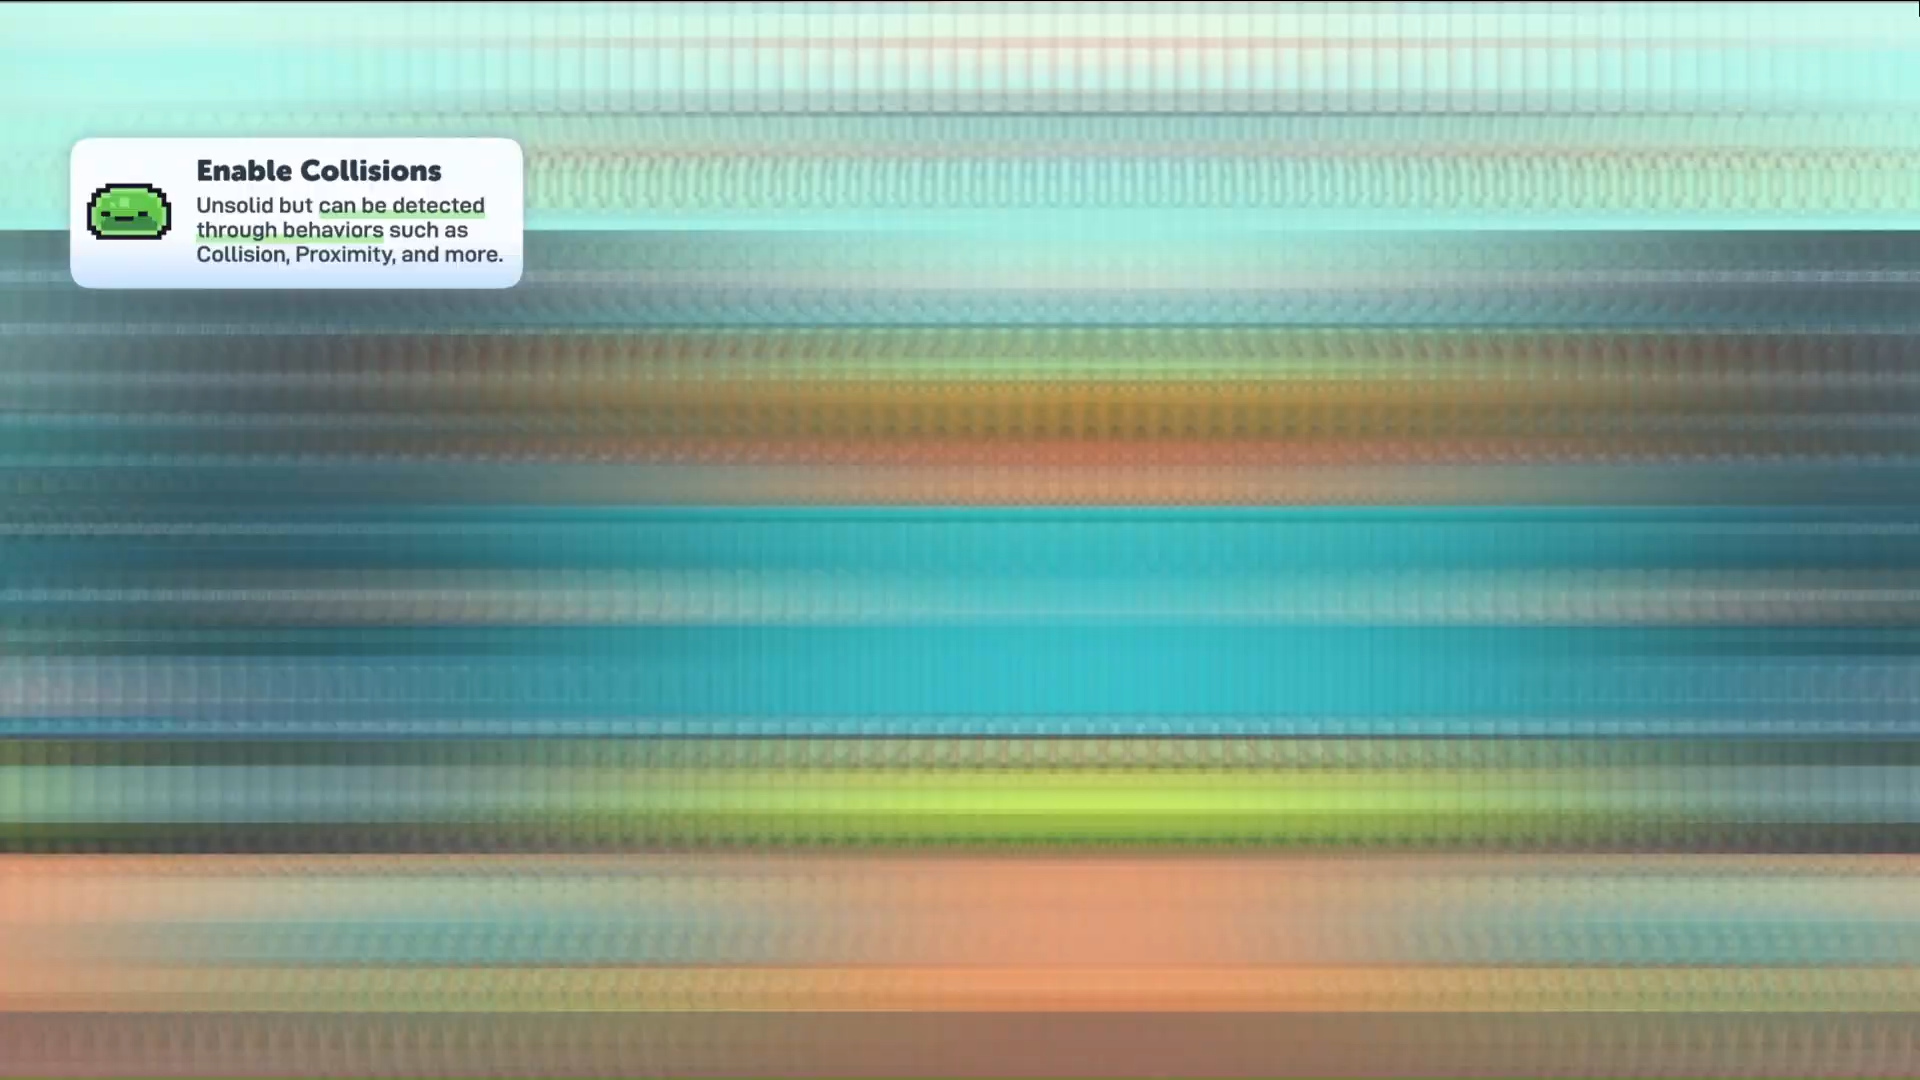 Enable Collisions
Unsolid but can be detected
through behaviors such as
Collision, Proximity, and more.